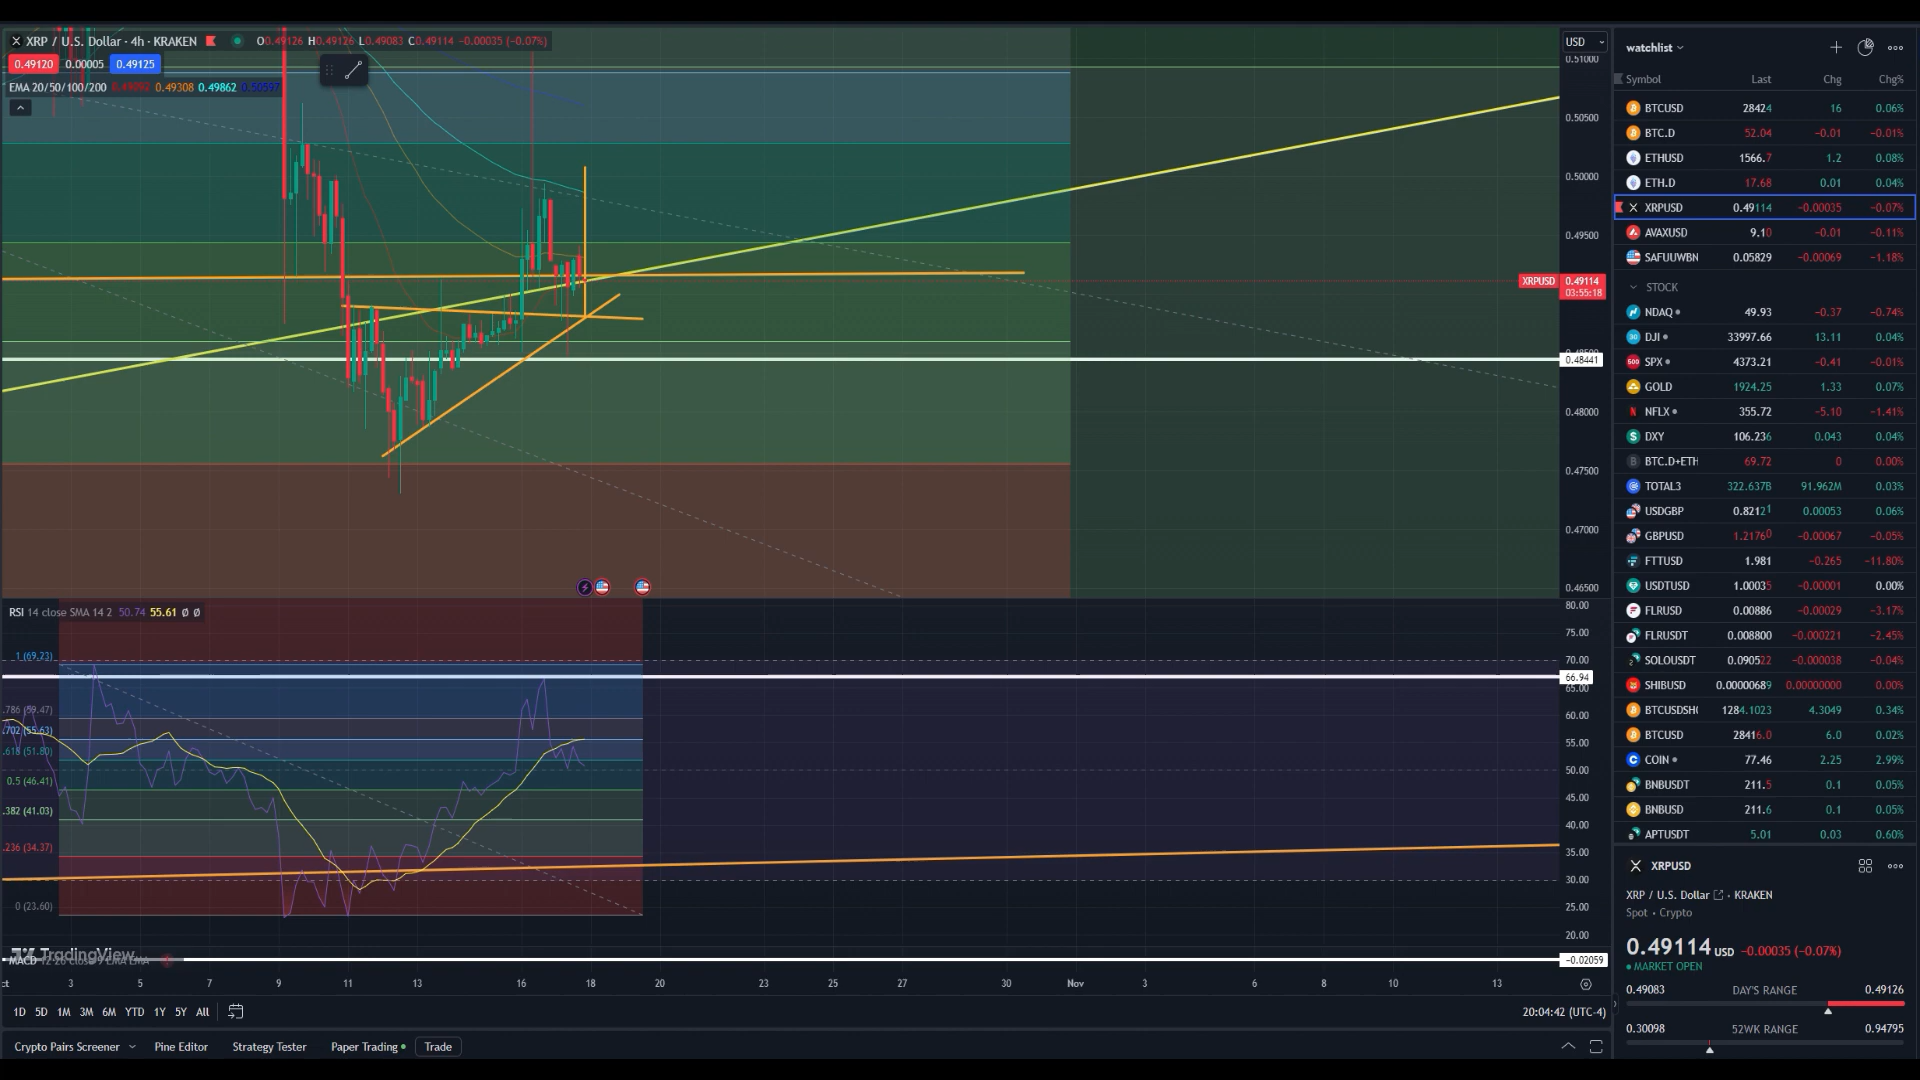 XRP / U.S. Dollar · 4h · KRAKEN O0.49126 H0.49126 L0.49083 C0.49114 −0.00035 (−0.07%)
0.49120 0.00005 0.49125
EMA 20/50/100/200 0.49308 0.49862 0.50597
USD
0.51000
0.50500
0.50000
0.49500
XRPUSD 0.49114
03:55:18
0.48441
0.48000
0.47500
0.47000
0.46500
RSI 14 close SMA 14 2 50.74 55.61 Ø Ø
1 (69.23)
.786 (59.47)
.702 (55.63)
.618 (51.80)
0.5 (46.41)
.382 (41.03)
.236 (34.37)
0 (23.60)
80.00
75.00
70.00
66.94
65.00
60.00
55.00
50.00
45.00
40.00
35.00
30.00
25.00
20.00
TradingView
MACD 12 26 close 9 EMA EMA
−0.02059
ct 3 5 7 9 11 13 16 18 20 23 25 27 30 Nov 3 6 8 10 13
1D 5D 1M 3M 6M YTD 1Y 5Y All
20:04:42 (UTC-4)
Crypto Pairs Screener Pine Editor Strategy Tester Paper Trading Trade
watchlist
Symbol Last Chg Chg%
BTCUSD 28424 16 0.06%
BTC.D 52.04 −0.01 −0.01%
ETHUSD 1566.7 1.2 0.08%
ETH.D 17.68 0.01 0.04%
XRPUSD 0.49114 −0.00035 −0.07%
AVAXUSD 9.10 −0.01 −0.11%
SAFUUWBN 0.05829 −0.00069 −1.18%
STOCK
NDAQ 49.93 −0.37 −0.74%
DJI 33997.66 13.11 0.04%
SPX 4373.21 −0.41 −0.01%
GOLD 1924.25 1.33 0.07%
NFLX 355.72 −5.10 −1.41%
DXY 106.236 0.043 0.04%
BTC.D+ETH 69.72 0 0.00%
TOTAL3 322.637B 91.962M 0.03%
USDGBP 0.82121 0.00053 0.06%
GBPUSD 1.21760 −0.00067 −0.05%
FTTUSD 1.981 −0.265 −11.80%
USDTUSD 1.00035 −0.00001 0.00%
FLRUSD 0.00886 −0.00029 −3.17%
FLRUSDT 0.008800 −0.000221 −2.45%
SOLOUSDT 0.090522 −0.000038 −0.04%
SHIBUSD 0.00000689 0.00000000 0.00%
BTCUSDSH 1284.1023 4.3049 0.34%
BTCUSD 28416.0 6.0 0.02%
COIN 77.46 2.25 2.99%
BNBUSDT 211.5 0.1 0.05%
BNBUSD 211.6 0.1 0.05%
APTUSDT 5.01 0.03 0.60%
XRPUSD
XRP / U.S. Dollar · KRAKEN
Spot · Crypto
0.49114 USD −0.00035 (−0.07%)
MARKET OPEN
0.49083 DAY'S RANGE 0.49126
0.30098 52WK RANGE 0.94795